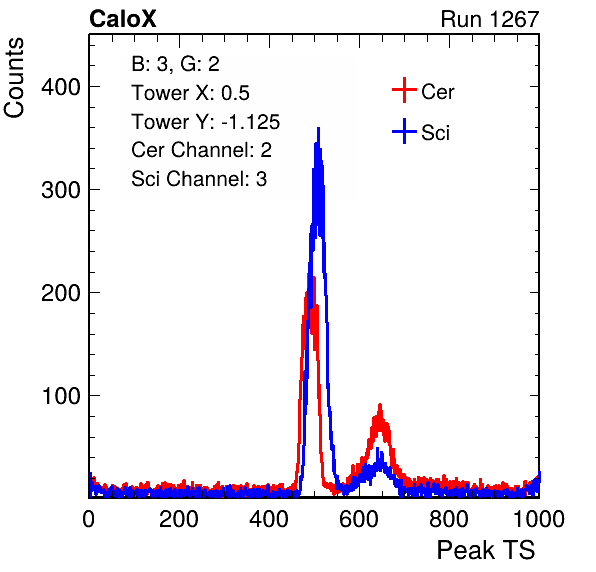 CaloX Run 1267
Counts
B: 3, G: 2
Tower X: 0.5
Tower Y: -1.125
Cer Channel: 2
Sci Channel: 3
Cer
Sci
400
300
200
100
0 200 400 600 800 1000
Peak TS